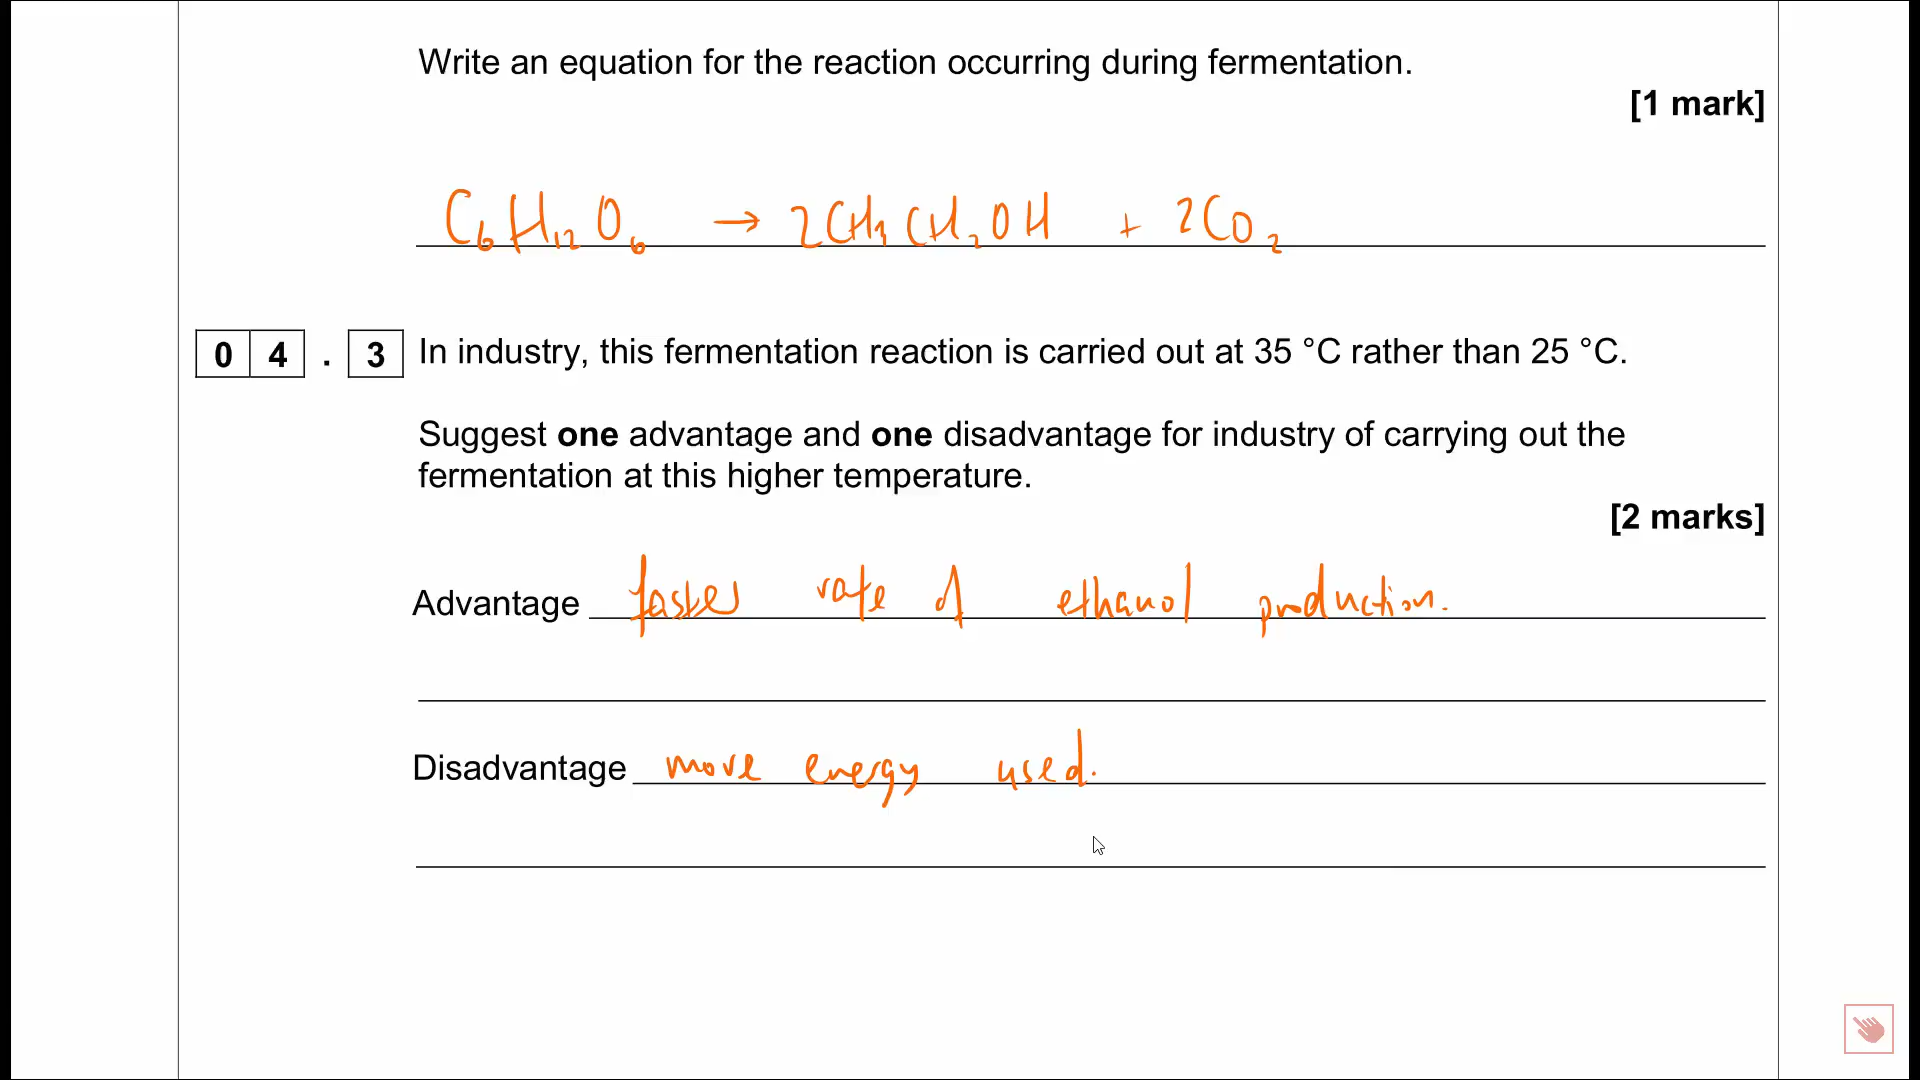 Write an equation for the reaction occurring during fermentation.
[1 mark]
C₆H₁₂O₆ → 2CH₃CH₂OH + 2CO₂
0 4 . 3 In industry, this fermentation reaction is carried out at 35 °C rather than 25 °C.
Suggest one advantage and one disadvantage for industry of carrying out the
fermentation at this higher temperature.
[2 marks]
Advantage faster rate of ethanol production.
Disadvantage more energy used.